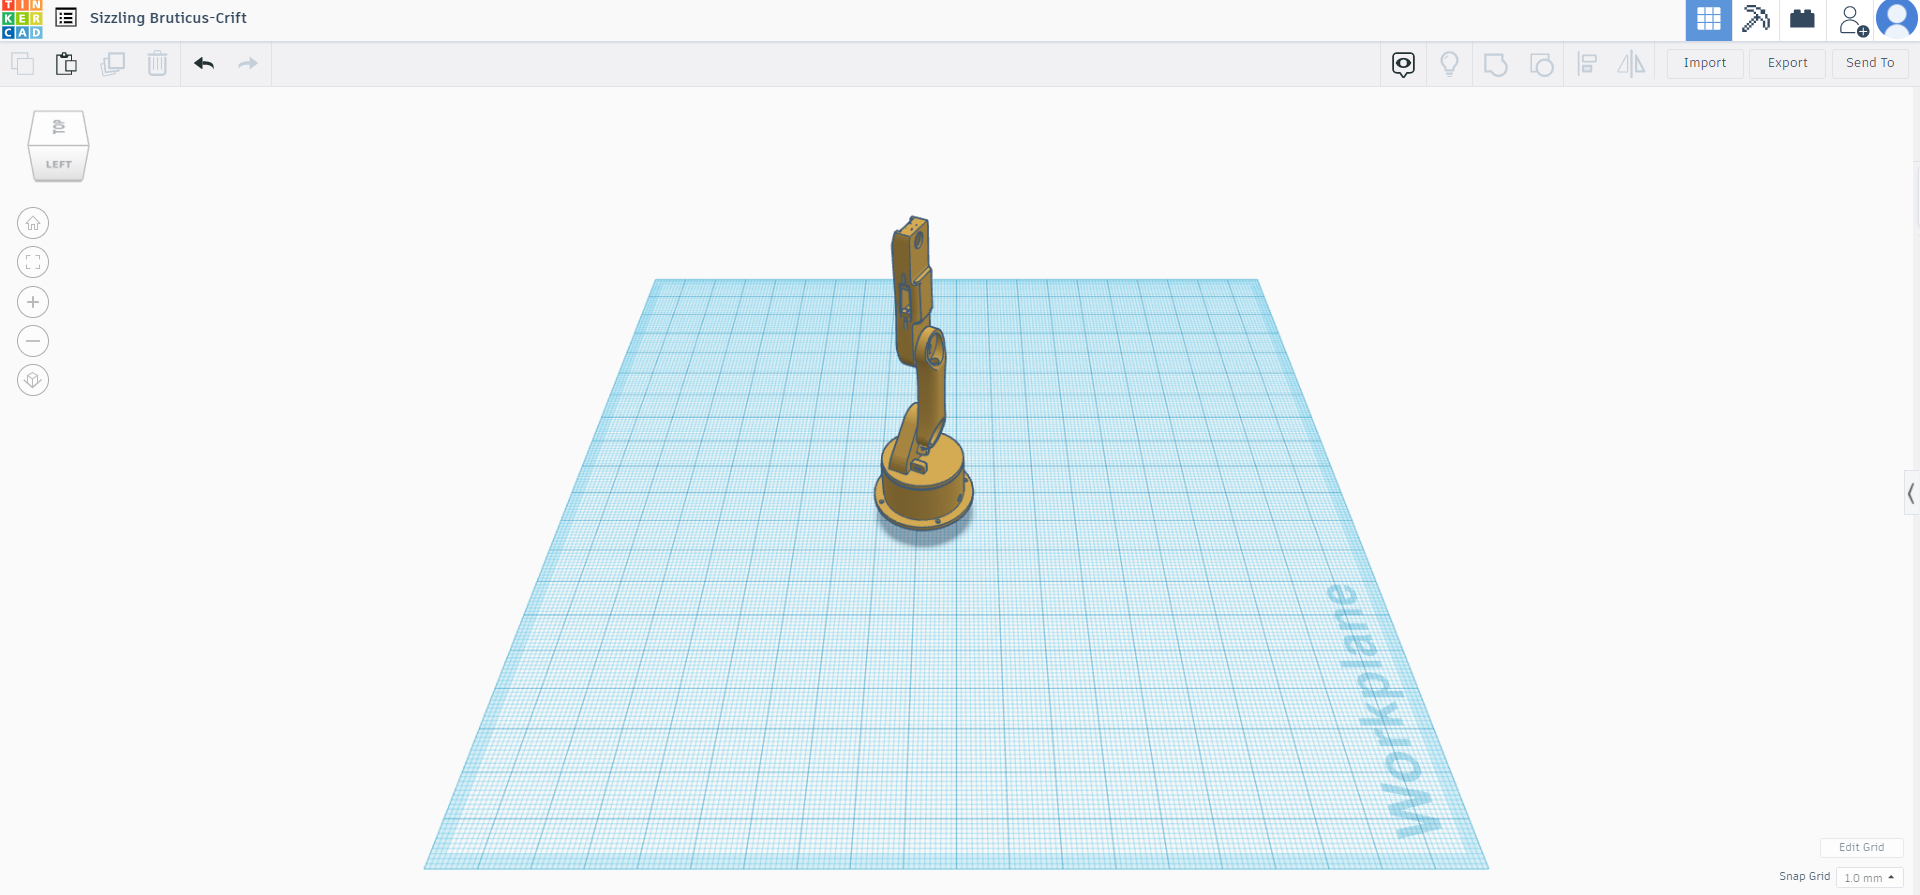 TIN
KER
CAD
Sizzling Bruticus-Crift
Import
Export
Send To
TOP
LEFT
Workplane
Edit Grid
Snap Grid
1.0 mm